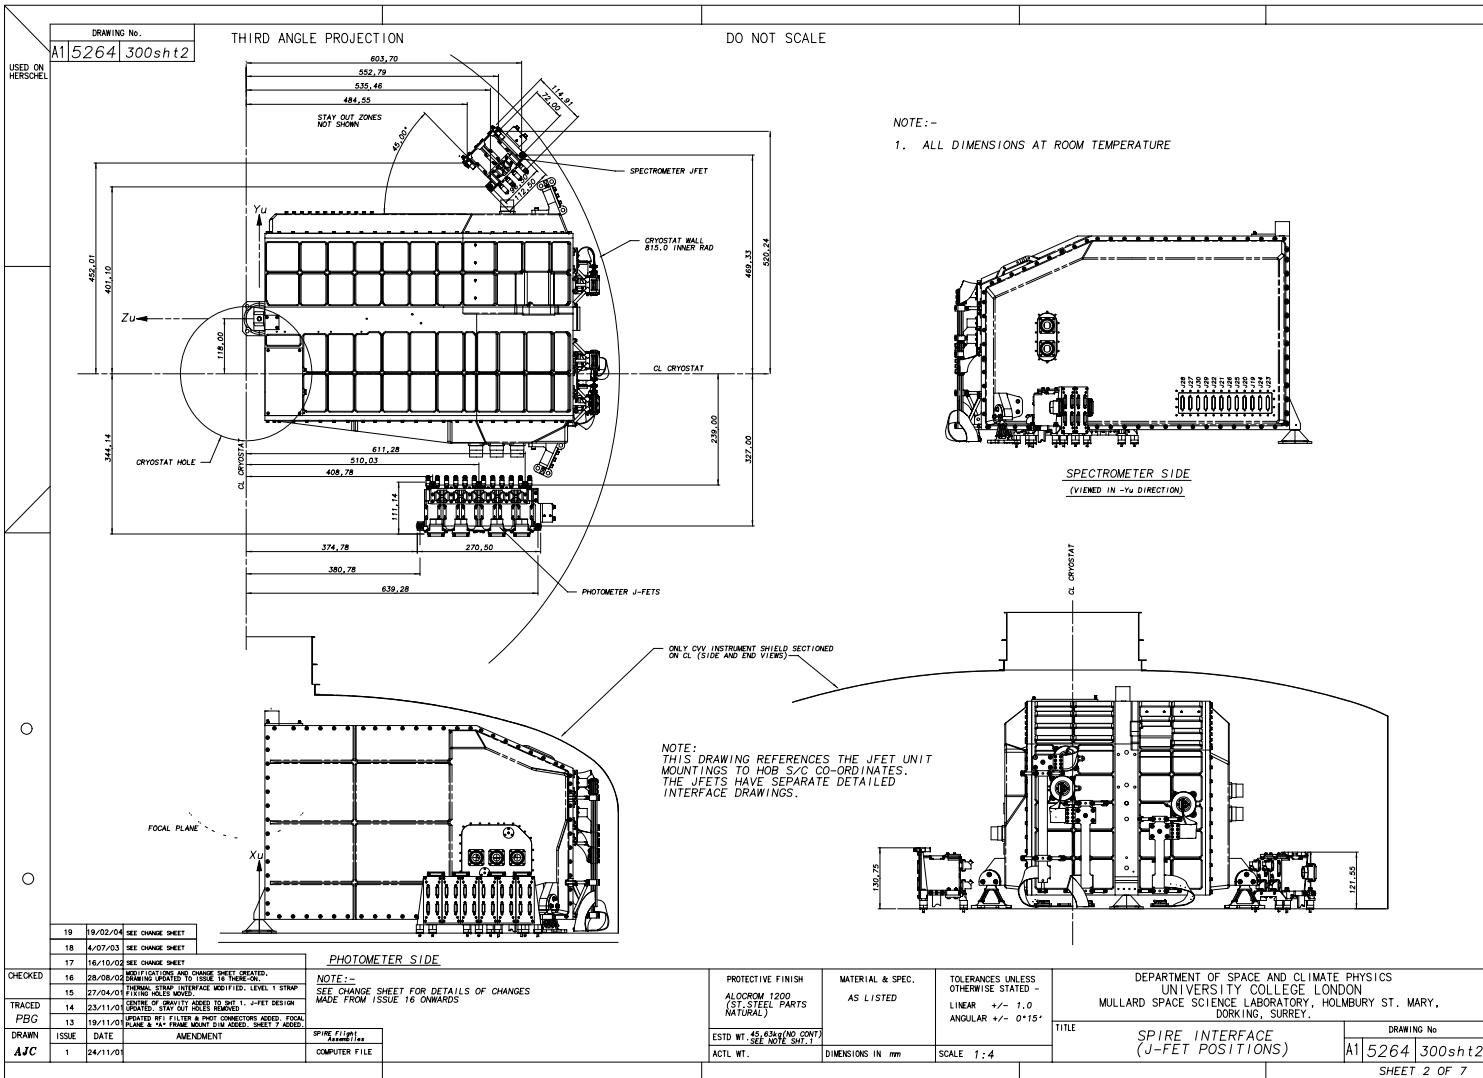 DRAWING No.
A1 5264 300sht2
THIRD ANGLE PROJECTION
DO NOT SCALE
USED ON
HERSCHEL
603,70
552,79
535,46
484,55
114,91
72,00
STAY OUT ZONES
NOT SHOWN
45,00°
NOTE:-
1. ALL DIMENSIONS AT ROOM TEMPERATURE
SPECTROMETER JFET
112,50
Yu
CRYOSTAT WALL
815,0 INNER RAD
452,01
401,10
469,33
520,24
Zu
118,00
CL CRYOSTAT
J28
J27
J30
J29
J22
J21
J26
J25
J20
J19
J24
J23
344,14
239,00
327,00
CRYOSTAT HOLE
CL CRYOSTAT
611,28
510,03
408,78
111,14
SPECTROMETER SIDE
(VIEWED IN -Yu DIRECTION)
374,78
270,50
380,78
639,28
PHOTOMETER J-FETS
CL CRYOSTAT
ONLY CVV INSTRUMENT SHIELD SECTIONED
ON CL (SIDE AND END VIEWS)
NOTE:
THIS DRAWING REFERENCES THE JFET UNIT
MOUNTINGS TO HOB S/C CO-ORDINATES.
THE JFETS HAVE SEPARATE DETAILED
INTERFACE DRAWINGS.
FOCAL PLANE
Xu
130,75
121,55
PHOTOMETER SIDE
NOTE:-
SEE CHANGE SHEET FOR DETAILS OF CHANGES
MADE FROM ISSUE 16 ONWARDS
19 19/02/04 SEE CHANGE SHEET
18 4/07/03 SEE CHANGE SHEET
17 16/10/02 SEE CHANGE SHEET
16 28/08/02 MODIFICATIONS AND CHANGE SHEET CREATED.
DRAWING UPDATED TO ISSUE 16 THERE-ON.
15 27/04/01 THERMAL STRAP INTERFACE MODIFIED. LEVEL 1 STRAP
FIXING HOLES MOVED.
14 23/11/01 CENTRE OF GRAVITY ADDED TO SHT 1. J-FET DESIGN
UPDATED. STAY OUT HOLES REMOVED
13 19/11/01 UPDATED RFI FILTER & PHOT CONNECTORS ADDED. FOCAL
PLANE & "A" FRAME MOUNT DIM ADDED. SHEET 7 ADDED.
ISSUE DATE AMENDMENT
1 24/11/01
CHECKED
TRACED
PBG
DRAWN
AJC
SPIRE Flight
Assemblies
COMPUTER FILE
PROTECTIVE FINISH
ALOCROM 1200
(ST.STEEL PARTS
NATURAL)
ESTD WT. 45,63kg(NO CONT)
SEE NOTE SHT.1
ACTL WT.
MATERIAL & SPEC.
AS LISTED
DIMENSIONS IN mm
TOLERANCES UNLESS
OTHERWISE STATED -
LINEAR +/- 1.0
ANGULAR +/- 0°15'
SCALE 1:4
DEPARTMENT OF SPACE AND CLIMATE PHYSICS
UNIVERSITY COLLEGE LONDON
MULLARD SPACE SCIENCE LABORATORY, HOLMBURY ST. MARY,
DORKING, SURREY.
TITLE
SPIRE INTERFACE
(J-FET POSITIONS)
DRAWING No
A1 5264 300sht2
SHEET 2 OF 7